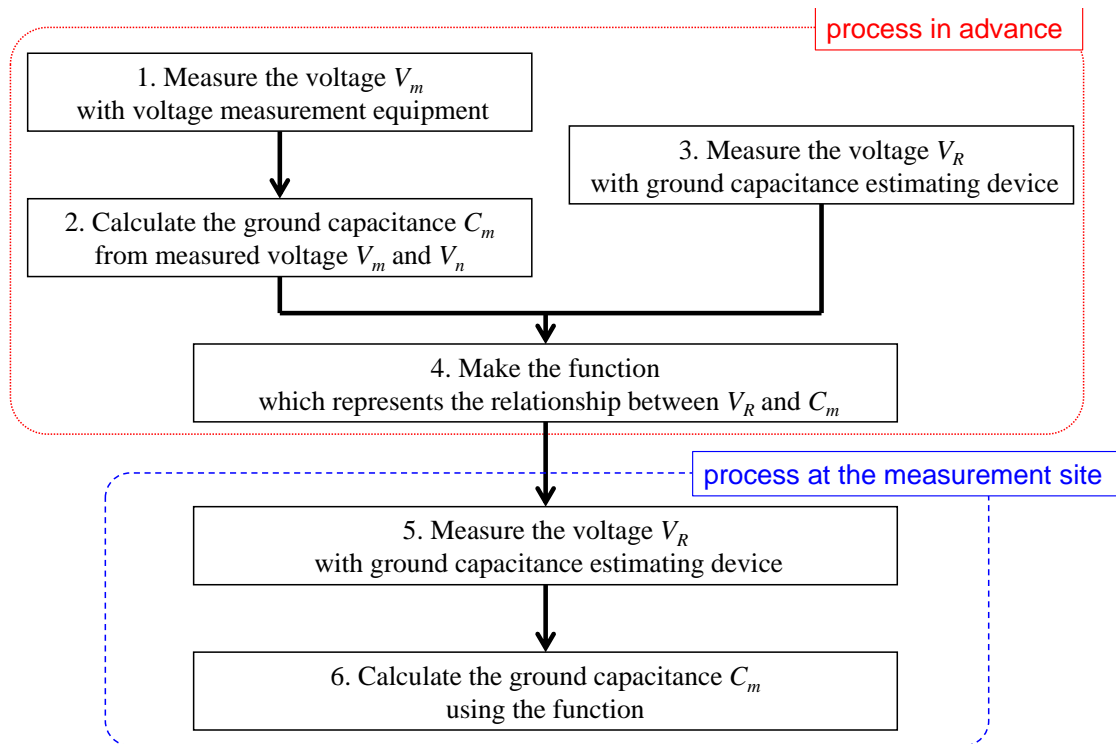 process in advance
1. Measure the voltage Vm
with voltage measurement equipment
3. Measure the voltage VR
with ground capacitance estimating device
2. Calculate the ground capacitance Cm
from measured voltage Vm and Vn
4. Make the function
which represents the relationship between VR and Cm
process at the measurement site
5. Measure the voltage VR
with ground capacitance estimating device
6. Calculate the ground capacitance Cm
using the function